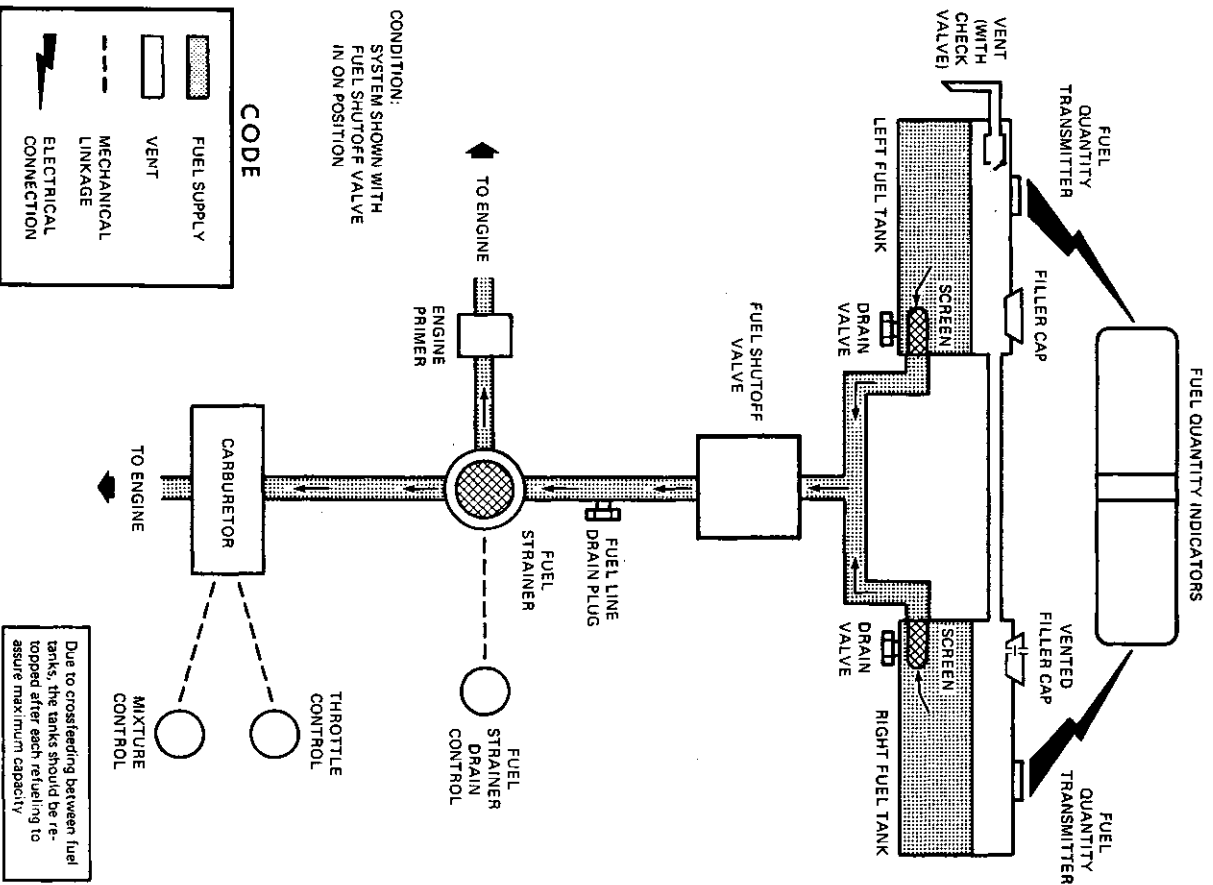 FUEL QUANTITY INDICATORS
FUEL
QUANTITY
TRANSMITTER
FUEL
QUANTITY
TRANSMITTER
VENT
(WITH
CHECK
VALVE)
FILLER CAP
VENTED
FILLER CAP
SCREEN
SCREEN
LEFT FUEL TANK
DRAIN
VALVE
DRAIN
VALVE
RIGHT FUEL TANK
FUEL SHUTOFF
VALVE
FUEL LINE
DRAIN PLUG
TO ENGINE
ENGINE
PRIMER
FUEL
STRAINER
FUEL
STRAINER
DRAIN
CONTROL
CONDITION:
SYSTEM SHOWN WITH
FUEL SHUTOFF VALVE
IN ON POSITION
CARBURETOR
THROTTLE
CONTROL
TO ENGINE
MIXTURE
CONTROL
CODE
FUEL SUPPLY
VENT
MECHANICAL
LINKAGE
ELECTRICAL
CONNECTION
Due to crossfeeding between fuel
tanks, the tanks should be re-
topped after each refueling to
assure maximum capacity